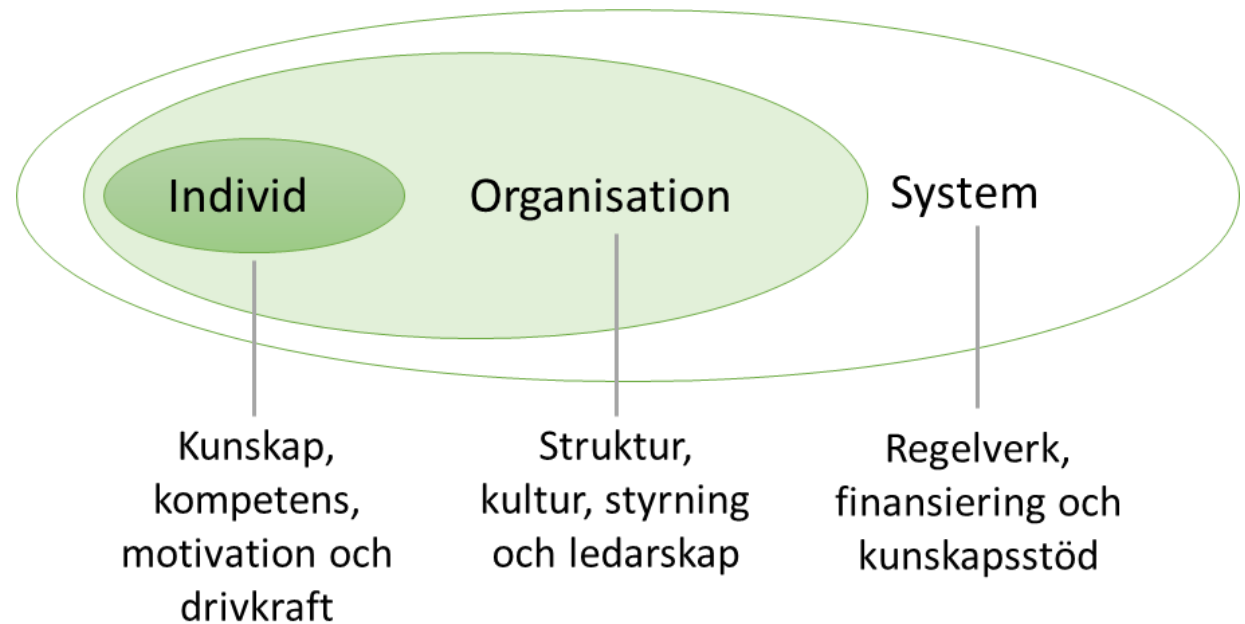 Individ
Organisation
System
Kunskap,
kompetens,
motivation och
drivkraft
Struktur,
kultur, styrning
och ledarskap
Regelverk,
finansiering och
kunskapsstöd